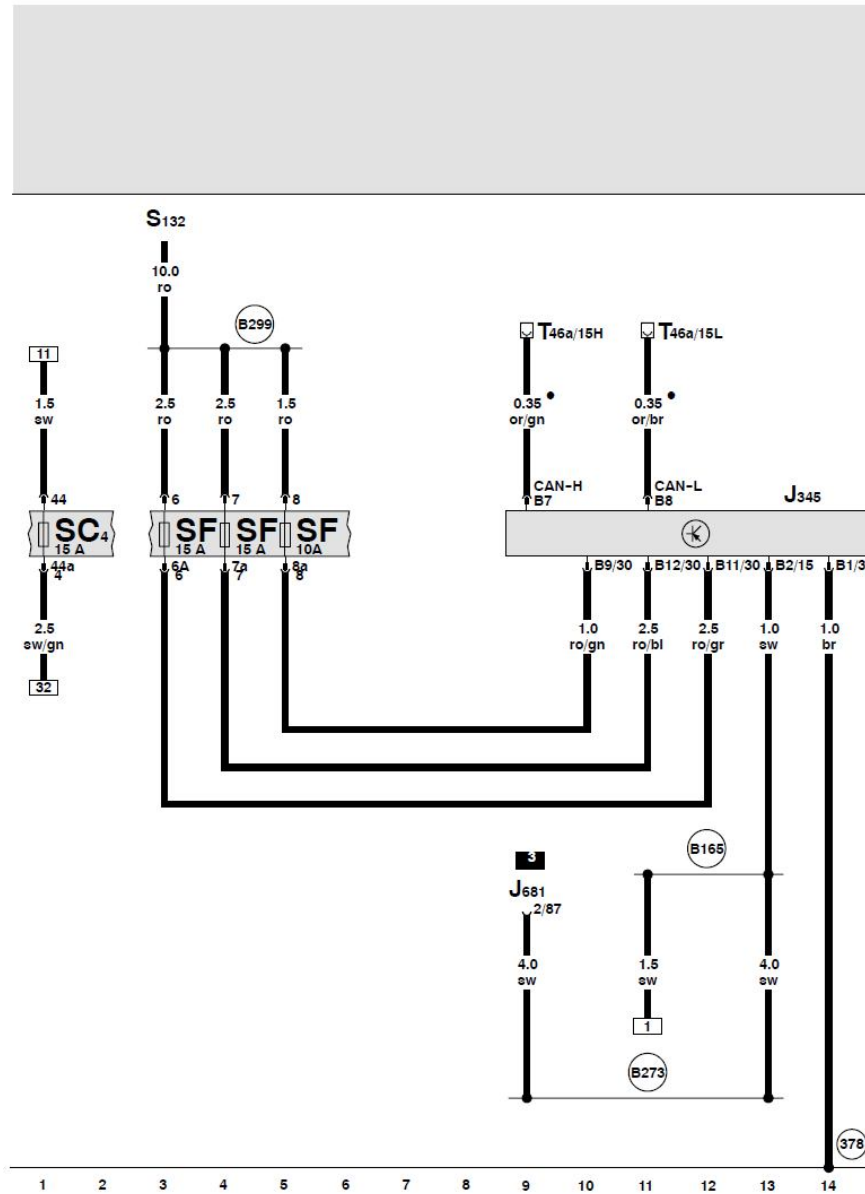 S132
10.0
ro
B299
11
T46a/15H
T46a/15L
1.5
sw
2.5
ro
2.5
ro
1.5
ro
0.35
or/gn
0.35
or/br
44
6
7
8
CAN-H
B7
CAN-L
B8
J345
SC4
15 A
SF
15 A
SF
15 A
SF
10A
44a
4
6A
6
7a
7
8a
8
B9/30
B12/30
B11/30
B2/15
B1/3
2.5
sw/gn
1.0
ro/gn
2.5
ro/bl
2.5
ro/gr
1.0
sw
1.0
br
32
B165
3
J681
2/87
4.0
sw
1.5
sw
4.0
sw
1
B273
378
1 2 3 4 5 6 7 8 9 10 11 12 13 14